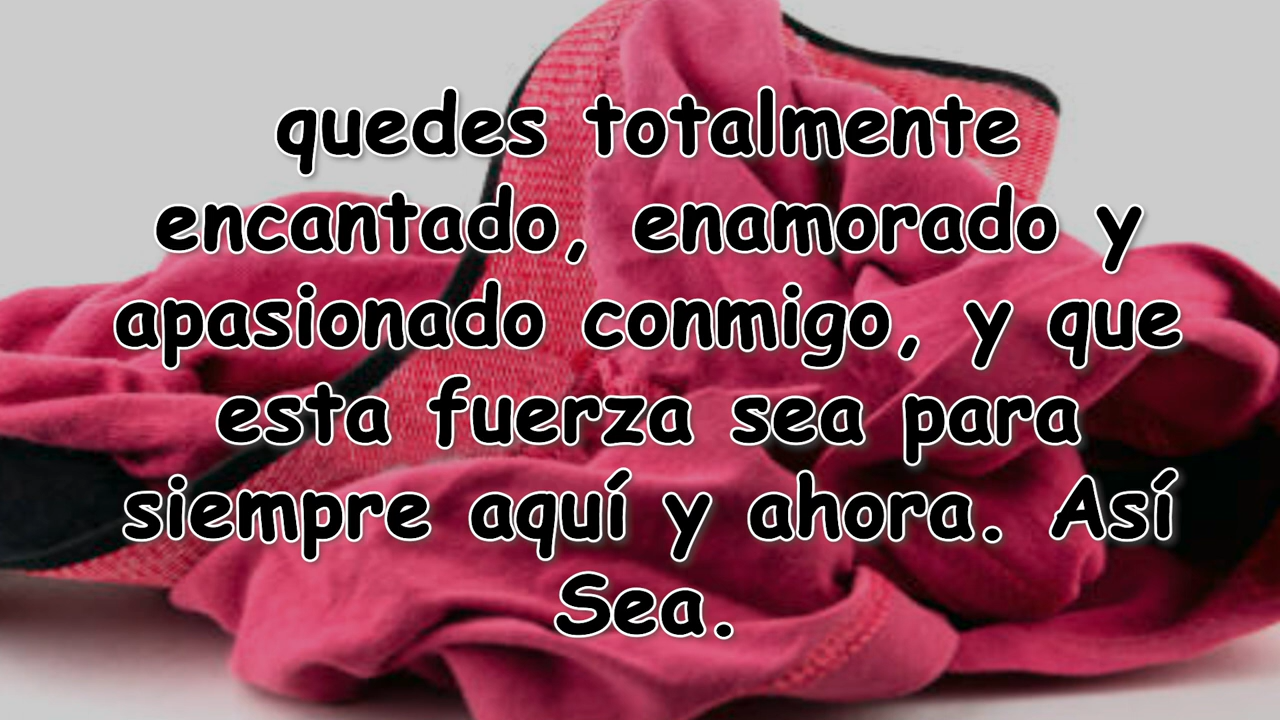 quedes totalmente
encantado, enamorado y
apasionado conmigo, y que
esta fuerza sea para
siempre aquí y ahora. Así
Sea.